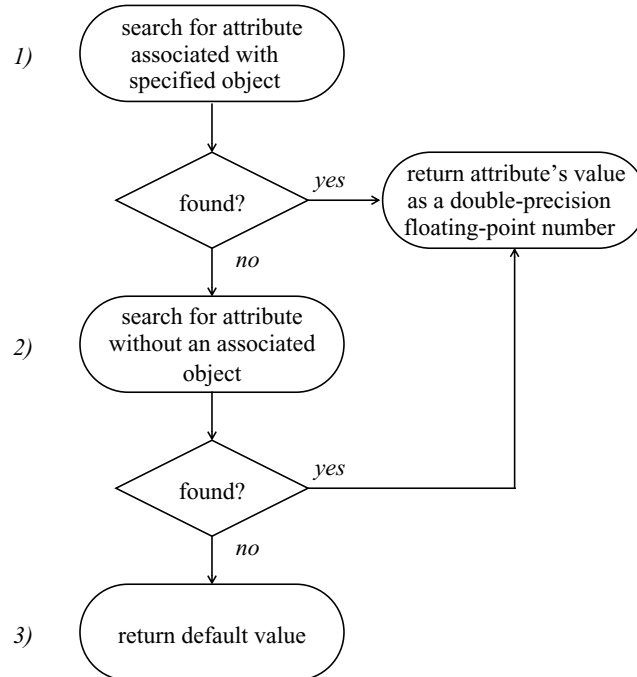 1)
search for attribute
associated with
specified object
found?
yes
return attribute’s value
as a double-precision
floating-point number
no
2)
search for attribute
without an associated
object
found?
yes
no
3)
return default value